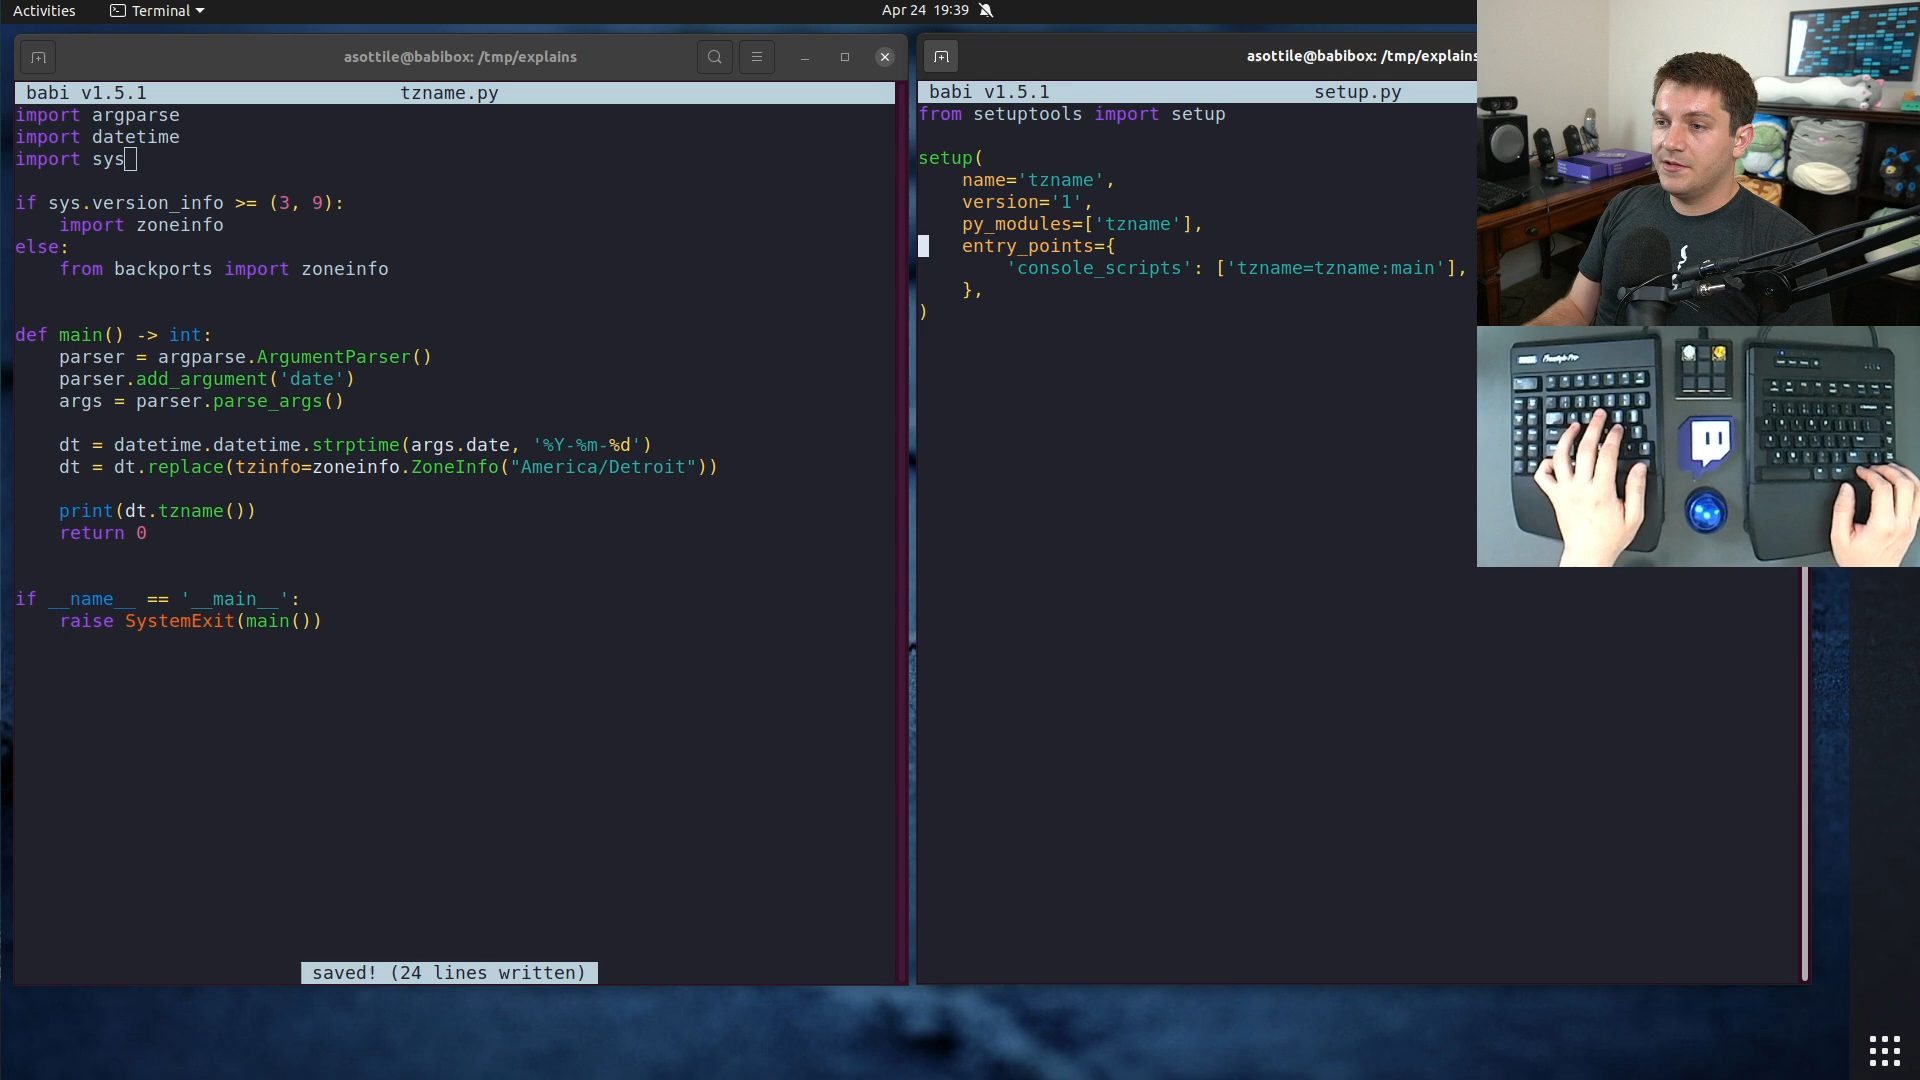 Activities
Terminal
Apr 24 19:39
asottile@babibox: /tmp/explains
babi v1.5.1 tzname.py
import argparse
import datetime
import sys

if sys.version_info >= (3, 9):
    import zoneinfo
else:
    from backports import zoneinfo


def main() -> int:
    parser = argparse.ArgumentParser()
    parser.add_argument('date')
    args = parser.parse_args()

    dt = datetime.datetime.strptime(args.date, '%Y-%m-%d')
    dt = dt.replace(tzinfo=zoneinfo.ZoneInfo("America/Detroit"))

    print(dt.tzname())
    return 0


if __name__ == '__main__':
    raise SystemExit(main())
saved! (24 lines written)
asottile@babibox: /tmp/explains
babi v1.5.1 setup.py
from setuptools import setup

setup(
    name='tzname',
    version='1',
    py_modules=['tzname'],
    entry_points={
        'console_scripts': ['tzname=tzname:main'],
    },
)
Freestyle Pro